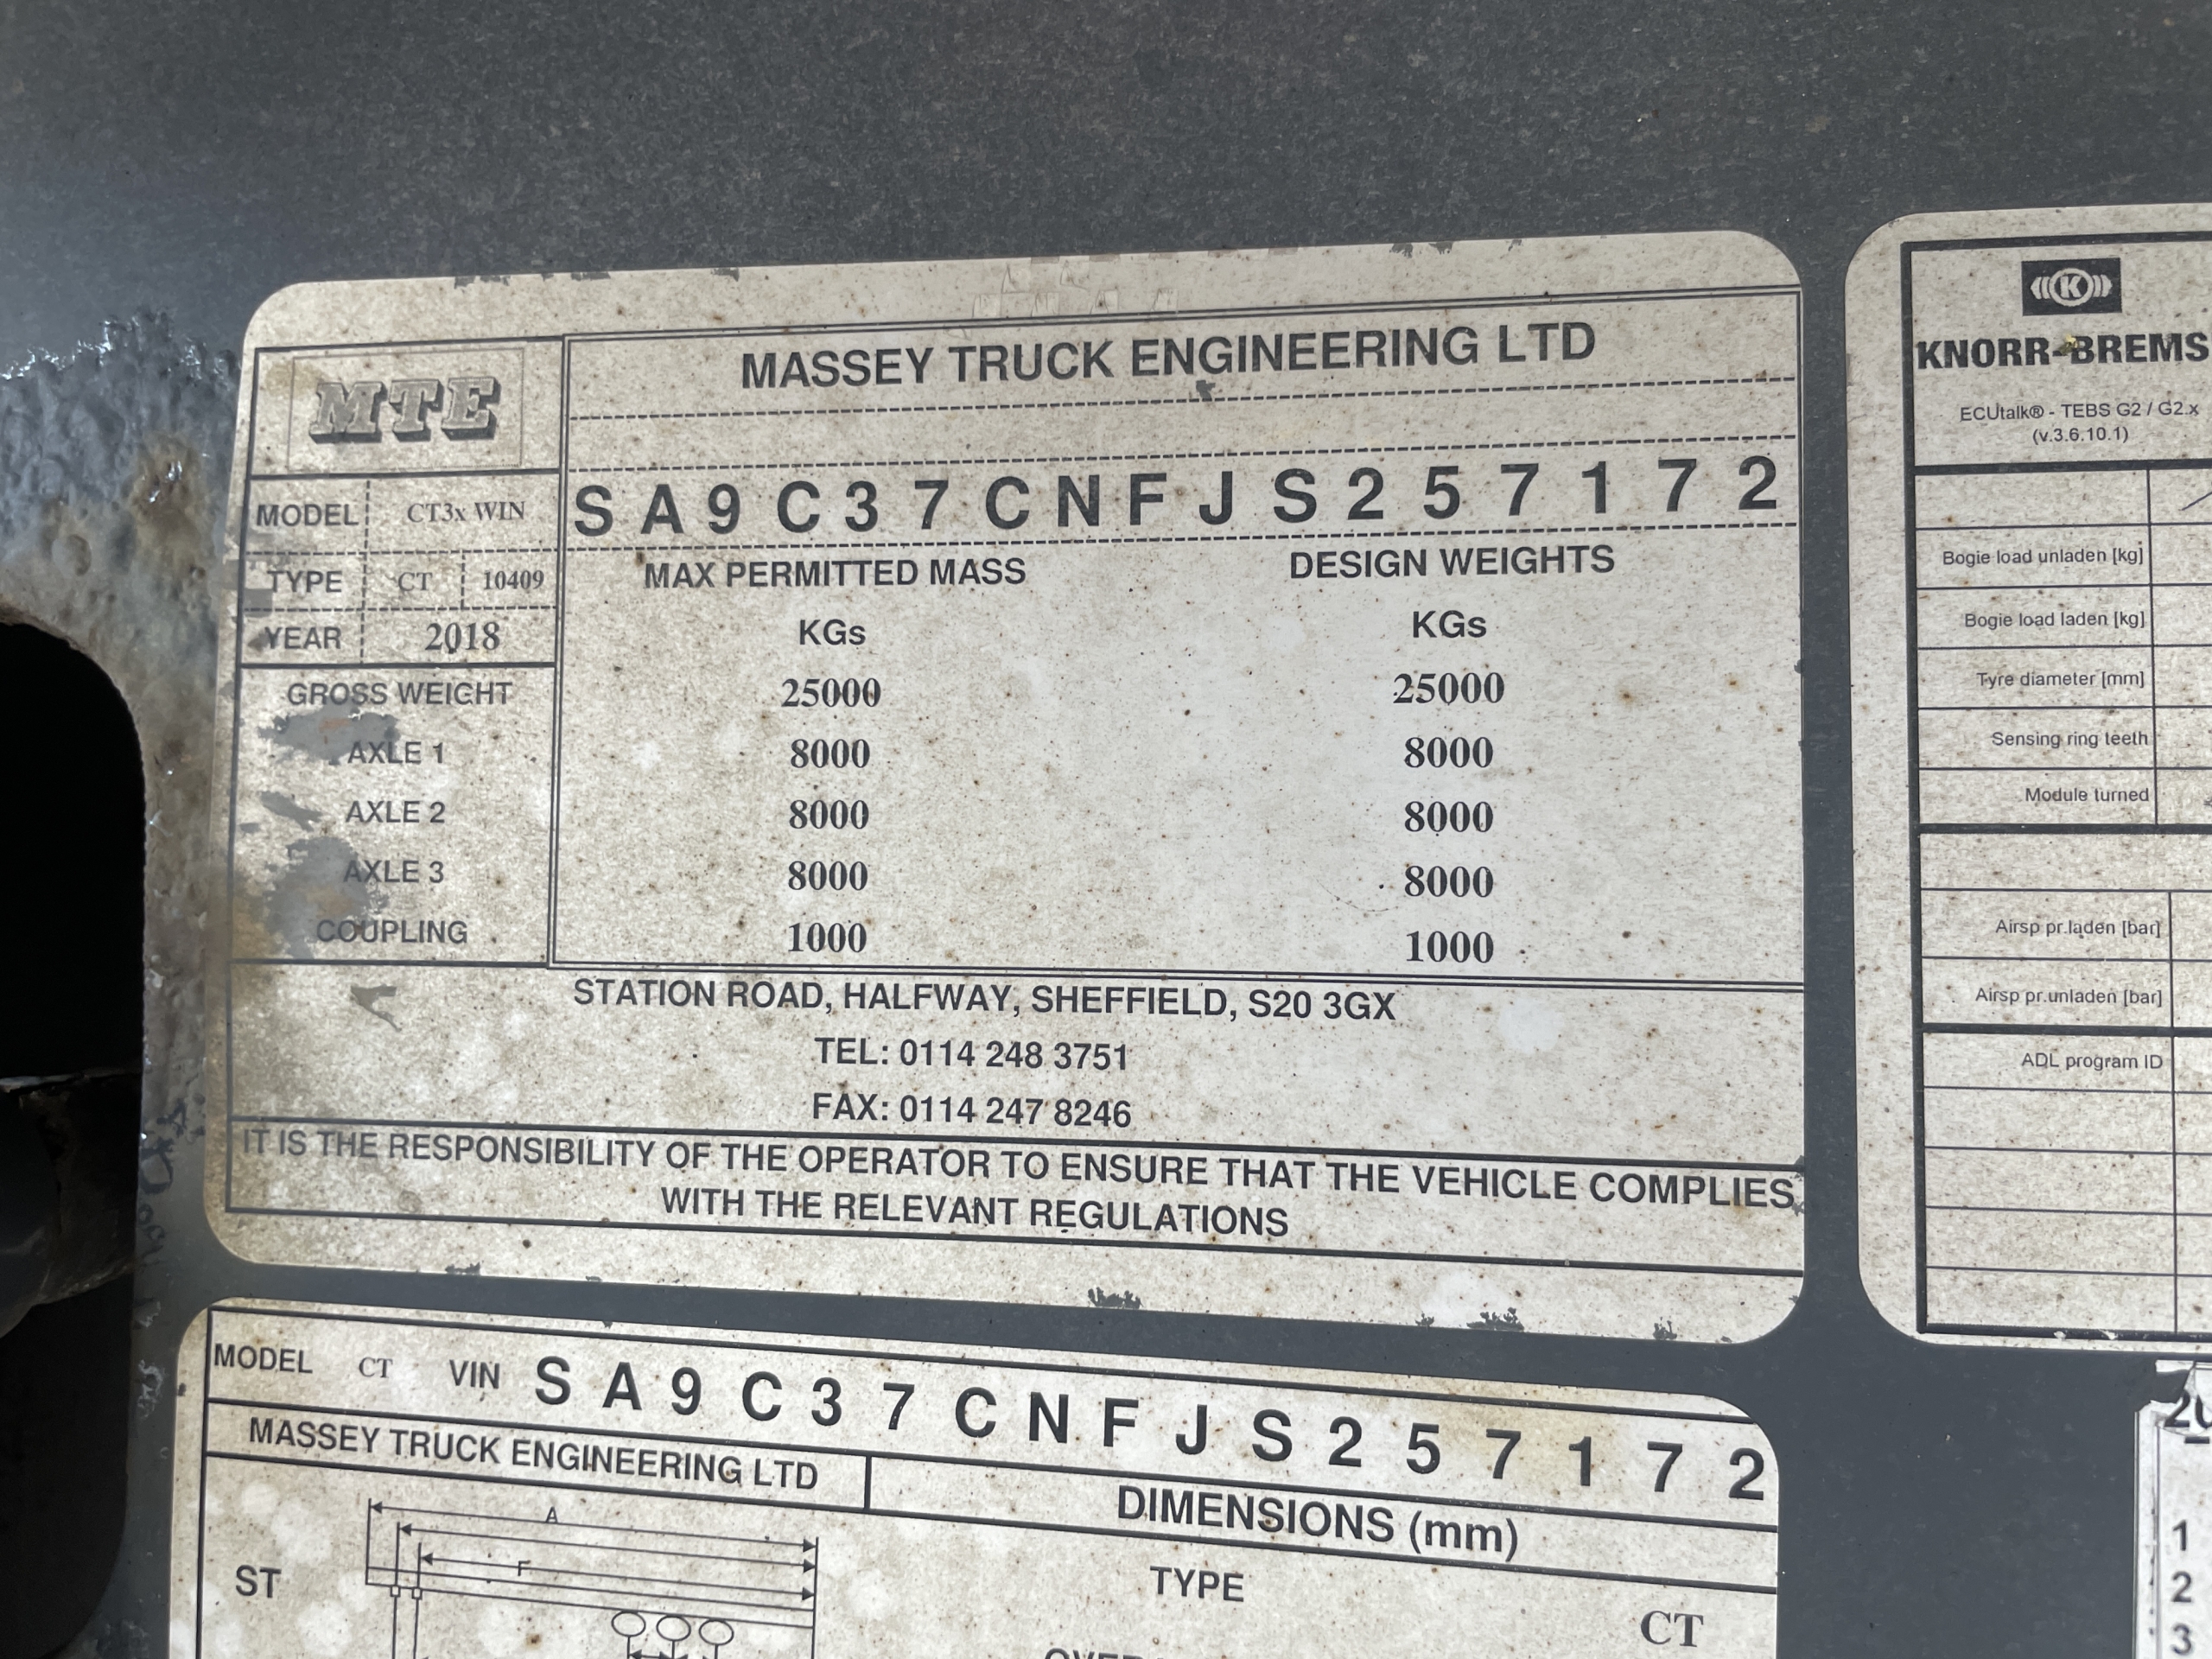 MTE
MASSEY TRUCK ENGINEERING LTD
SA9C37CNFJS257172
MODEL CT3x WIN
TYPE CT 10409
YEAR 2018
MAX PERMITTED MASS DESIGN WEIGHTS
KGs KGs
GROSS WEIGHT 25000 25000
AXLE 1 8000 8000
AXLE 2 8000 8000
AXLE 3 8000 8000
COUPLING 1000 1000
STATION ROAD, HALFWAY, SHEFFIELD, S20 3GX
TEL: 0114 248 3751
FAX: 0114 247 8246
IT IS THE RESPONSIBILITY OF THE OPERATOR TO ENSURE THAT THE VEHICLE COMPLIES
WITH THE RELEVANT REGULATIONS
K
KNORR-BREMS
ECUtalk® - TEBS G2 / G2.x
(v.3.6.10.1)
Bogie load unladen [kg]
Bogie load laden [kg]
Tyre diameter [mm]
Sensing ring teeth
Module turned
Airsp pr.laden [bar]
Airsp pr.unladen [bar]
ADL program ID
MODEL CT VIN SA9C37CNFJS257172
MASSEY TRUCK ENGINEERING LTD
DIMENSIONS (mm)
A
F
ST
TYPE
CT
1
2
3